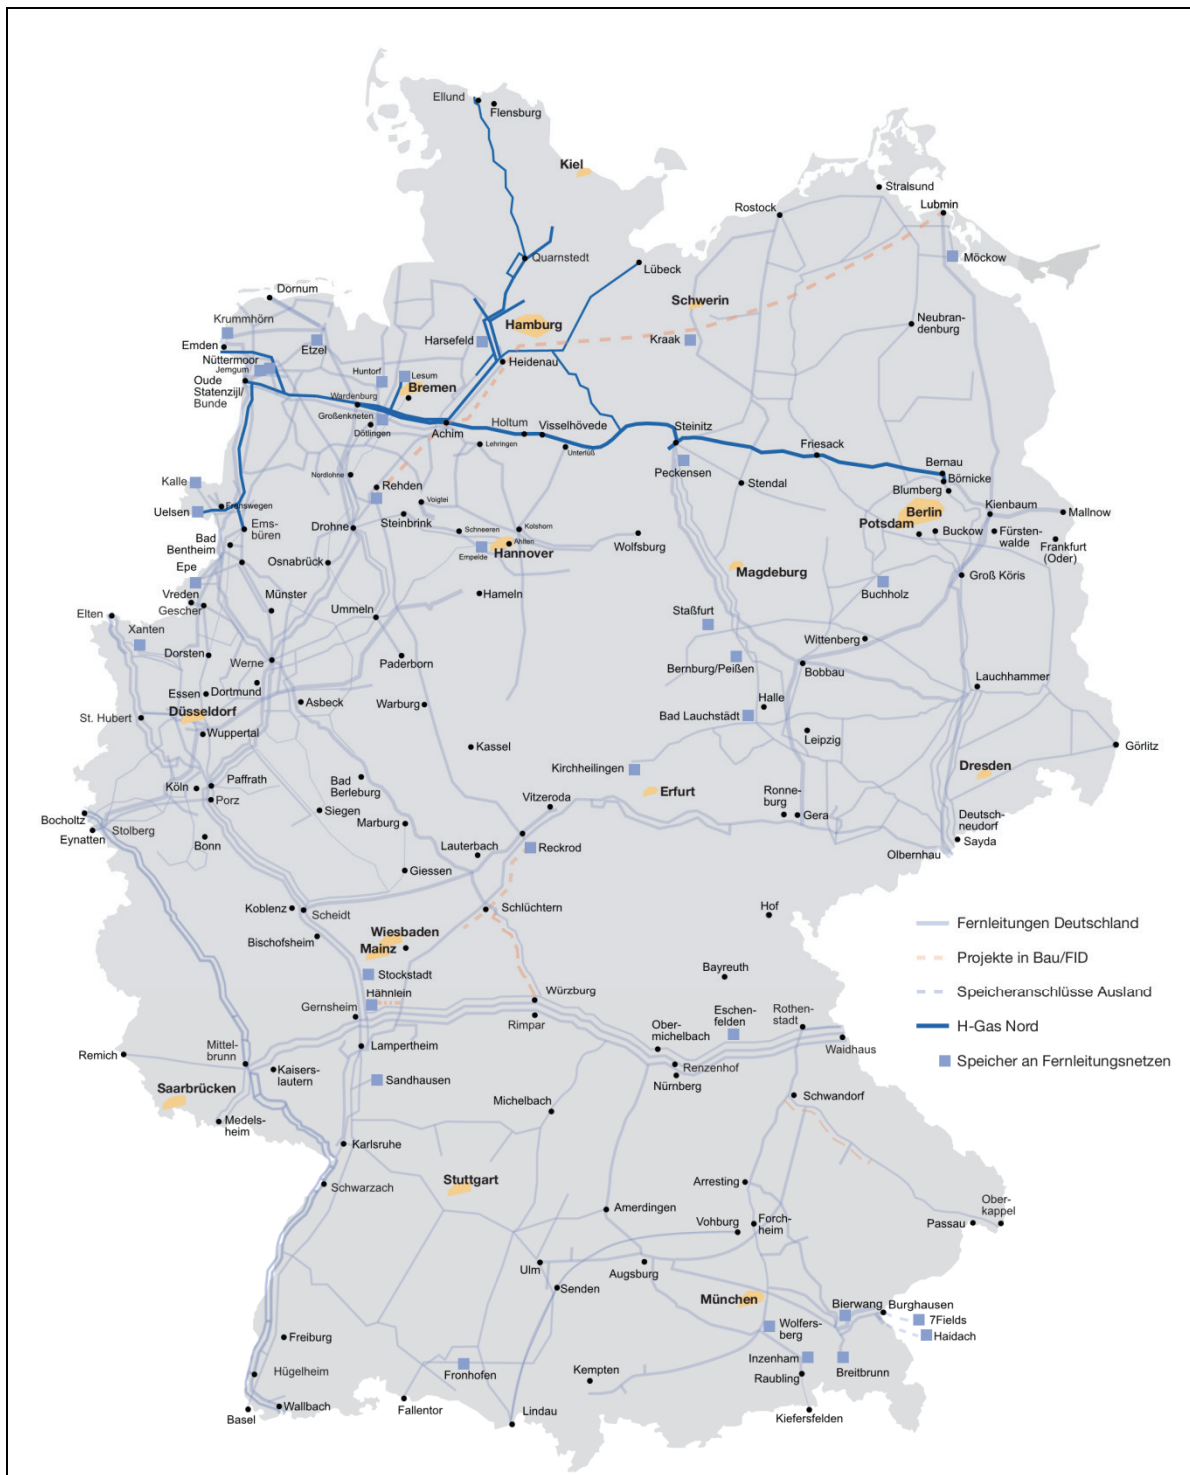 Ellund
Flensburg
Kiel
Stralsund
Rostock
Lubmin
Quarnstedt
Lübeck
Möckow
Dornum
Schwerin
Krummhörn
Hamburg
Neubran-
denburg
Emden
Etzel
Harsefeld
Kraak
Nüttermoor
Jemgum
Heidenau
Huntorf
Lesum
Oude
Statenzijl/
Bunde
Bremen
Wardenburg
Großenkneten
Dötlingen
Achim
Holtum
Visselhövede
Steinitz
Lehringen
Unterlüß
Friesack
Bernau
Peckensen
Börnicke
Kalle
Nordlohne
Rehden
Stendal
Blumberg
Uelsen
Frenswegen
Voigtei
Kienbaum
Mallnow
Berlin
Ems-
büren
Drohne
Steinbrink
Schneeren
Kolshorn
Potsdam
Buckow
Fürsten-
walde
Frankfurt
(Oder)
Bad
Bentheim
Ahlten
Hannover
Empelde
Wolfsburg
Osnabrück
Epe
Magdeburg
Groß Köris
Buchholz
Vreden
Gescher
Münster
Ummeln
Hameln
Elten
Staßfurt
Xanten
Wittenberg
Dorsten
Werne
Paderborn
Bernburg/Peißen
Bobbau
Essen
Dortmund
Asbeck
Warburg
Halle
Lauchhammer
St. Hubert
Düsseldorf
Bad Lauchstädt
Wuppertal
Leipzig
Kassel
Görlitz
Kirchheilingen
Dresden
Köln
Paffrath
Bad
Berleburg
Erfurt
Ronne-
burg
Porz
Vitzeroda
Gera
Bocholtz
Siegen
Deutsch-
neudorf
Stolberg
Marburg
Eynatten
Bonn
Sayda
Lauterbach
Reckrod
Olbernhau
Giessen
Koblenz
Scheidt
Schlüchtern
Hof
Wiesbaden
Fernleitungen Deutschland
Bischofsheim
Mainz
Projekte in Bau/FID
Stockstadt
Bayreuth
Hähnlein
Würzburg
Speicheranschlüsse Ausland
Gernsheim
Eschen-
felden
Rothen-
stadt
Rimpar
H-Gas Nord
Ober-
michelbach
Remich
Mittel-
brunn
Lampertheim
Waidhaus
Speicher an Fernleitungsnetzen
Kaisers-
lautern
Renzenhof
Saarbrücken
Sandhausen
Nürnberg
Michelbach
Schwandorf
Medels-
heim
Karlsruhe
Stuttgart
Schwarzach
Arresting
Ober-
kappel
Amerdingen
Vohburg
Forch-
heim
Passau
Ulm
Augsburg
Senden
München
Bierwang
Burghausen
7Fields
Wolfers-
berg
Haidach
Freiburg
Inzenham
Breitbrunn
Hügelheim
Fronhofen
Kempten
Raubling
Wallbach
Basel
Fallentor
Lindau
Kiefersfelden